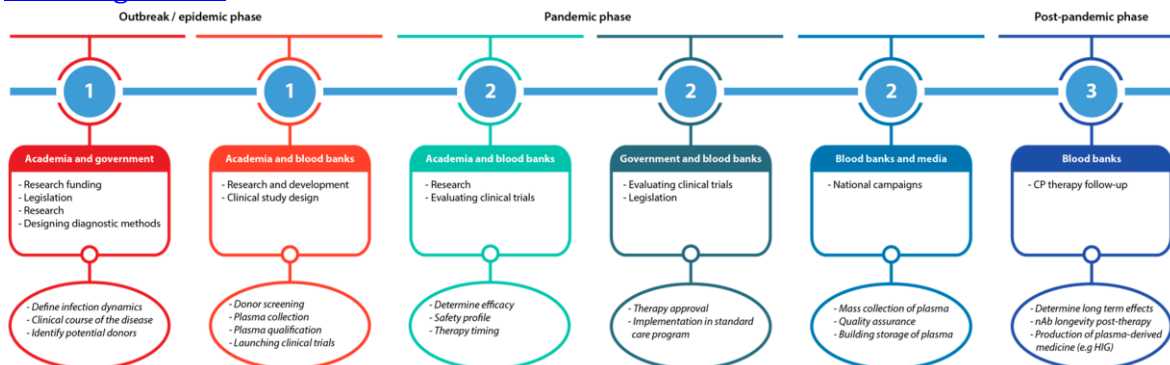 Outbreak / epidemic phase
Pandemic phase
Post-pandemic phase
1
1
2
2
2
3
Academia and government
- Research funding
- Legislation
- Research
- Designing diagnostic methods
- Define infection dynamics
- Clinical course of the disease
- Identify potential donors
Academia and blood banks
- Research and development
- Clinical study design
- Donor screening
- Plasma collection
- Plasma qualification
- Launching clinical trials
Academia and blood banks
- Research
- Evaluating clinical trials
- Determine efficacy
- Safety profile
- Therapy timing
Government and blood banks
- Evaluating clinical trials
- Legislation
- Therapy approval
- Implementation in standard
care program
Blood banks and media
- National campaigns
- Mass collection of plasma
- Quality assurance
- Building storage of plasma
Blood banks
- CP therapy follow-up
- Determine long term effects
- nAb longevity post-therapy
- Production of plasma-derived
medicine (e.g HIG)